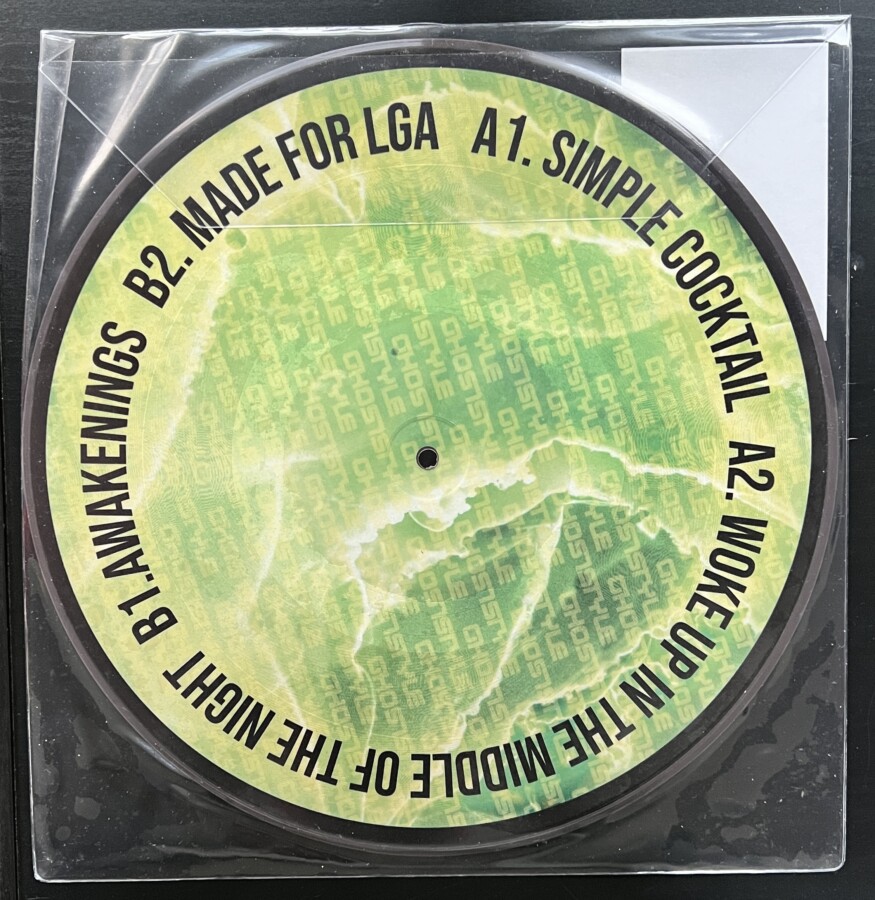 A1. SIMPLE COCKTAIL
A2. WOKE UP IN THE MIDDLE OF THE NIGHT
B1. AWAKENINGS
B2. MADE FOR LGA